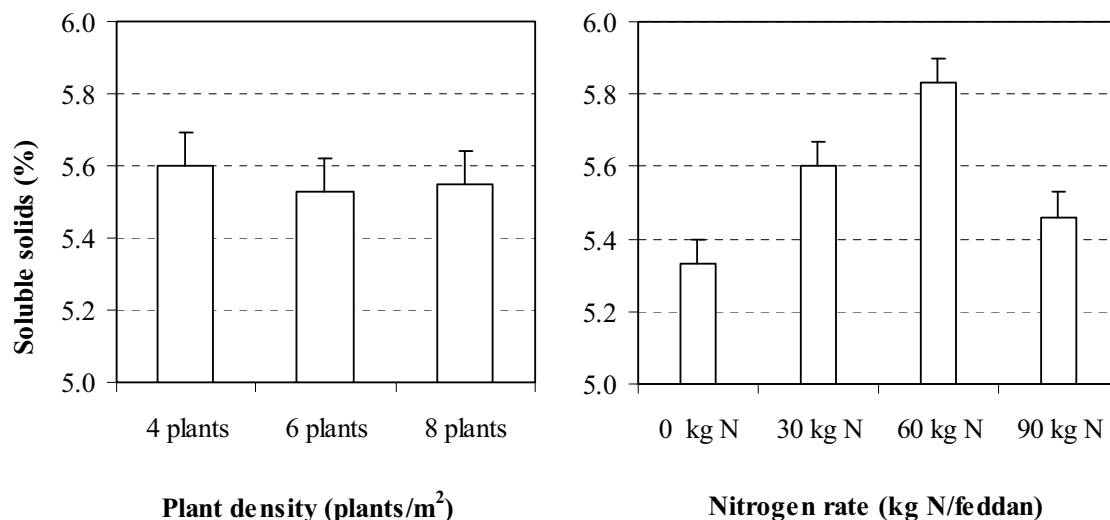 Soluble solids (%)
6.0
5.8
5.6
5.4
5.2
5.0
4 plants 6 plants 8 plants
Plant density (plants/m²)
6.0
5.8
5.6
5.4
5.2
5.0
0 kg N 30 kg N 60 kg N 90 kg N
Nitrogen rate (kg N/feddan)